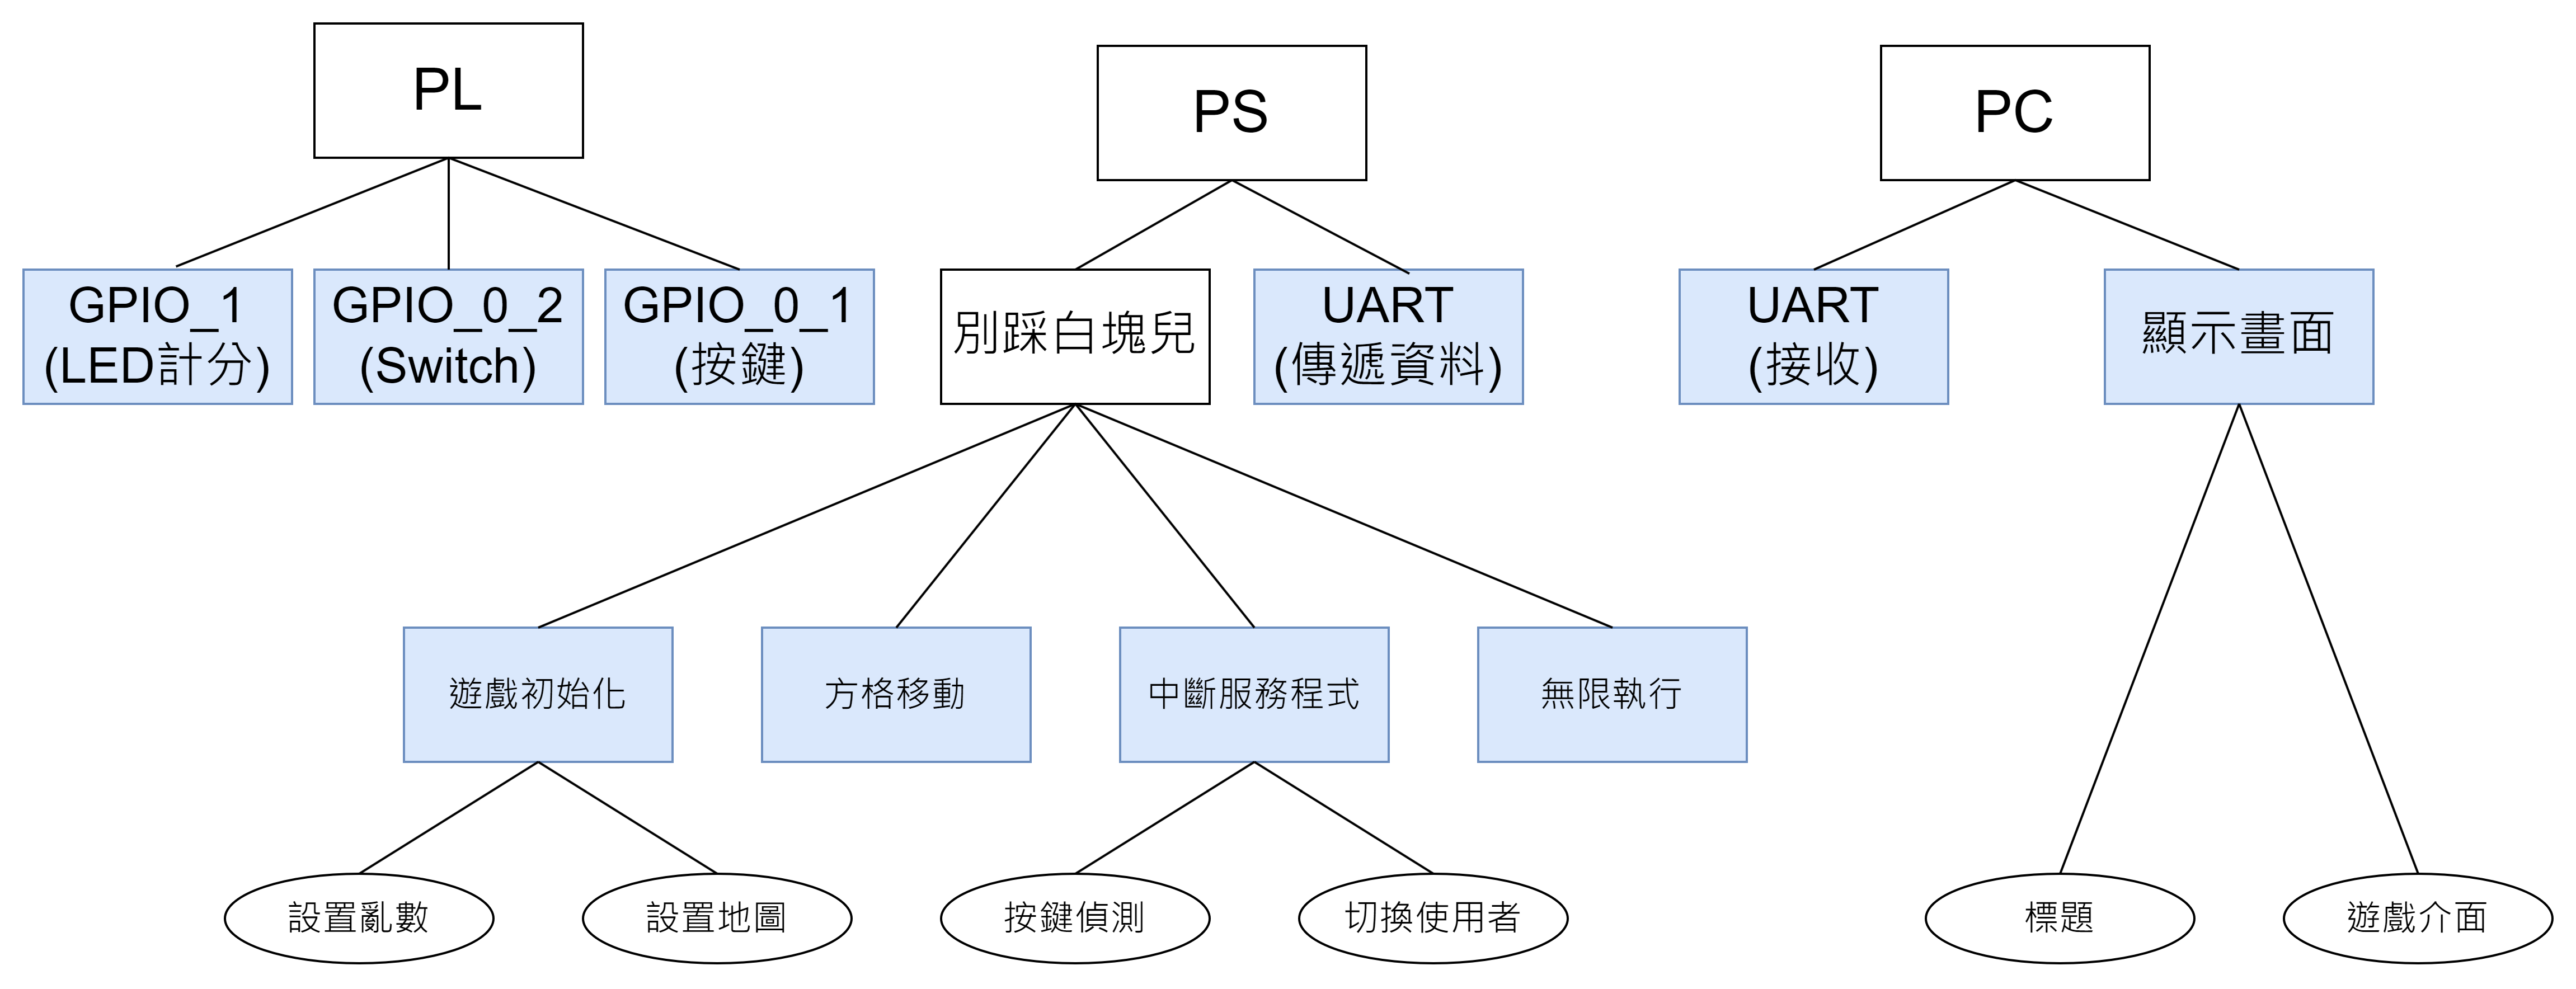 PL
PS
PC
GPIO_1
(LED計分)
GPIO_0_2
(Switch)
GPIO_0_1
(按鍵)
別踩白塊兒
UART
(傳遞資料)
UART
(接收)
顯示畫面
遊戲初始化
方格移動
中斷服務程式
無限執行
設置亂數
設置地圖
按鍵偵測
切換使用者
標題
遊戲介面